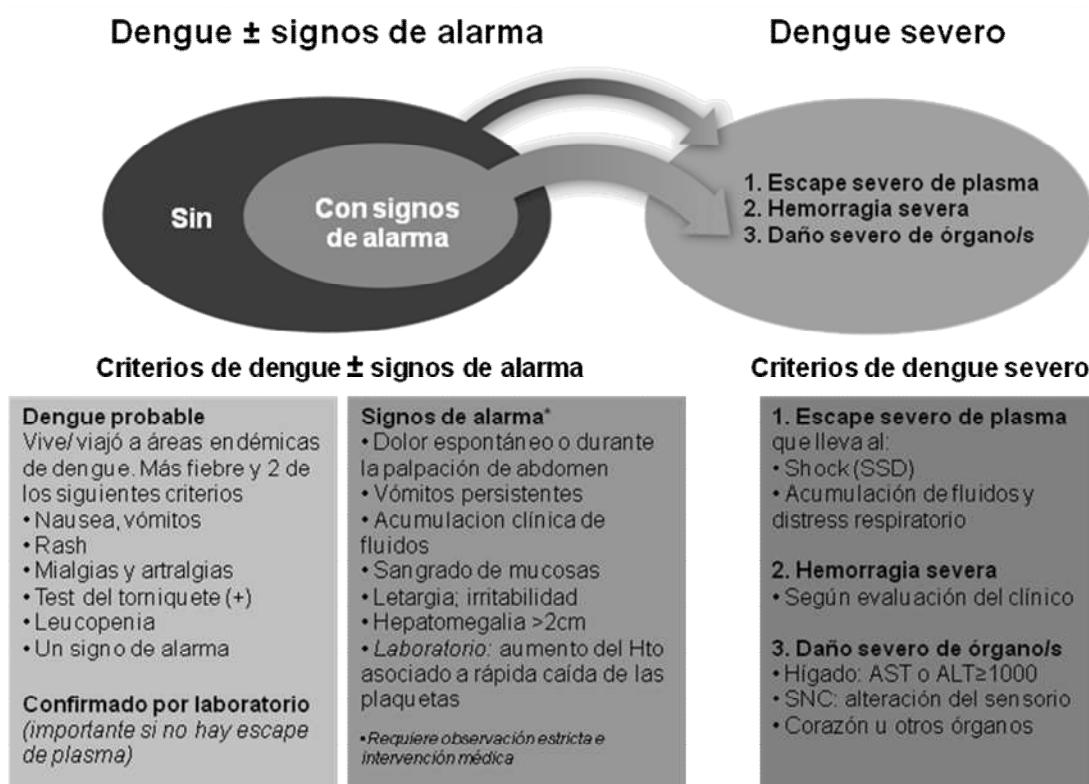 Dengue ± signos de alarma
Dengue severo
Sin
Con signos
de alarma
1. Escape severo de plasma
2. Hemorragia severa
3. Daño severo de órgano/s
Criterios de dengue ± signos de alarma
Criterios de dengue severo
Dengue probable
Vive/viajó a áreas endémicas
de dengue. Más fiebre y 2 de
los siguientes criterios
• Nausea, vómitos
• Rash
• Mialgias y artralgias
• Test del torniquete (+)
• Leucopenia
• Un signo de alarma
Confirmado por laboratorio
(importante si no hay escape
de plasma)
Signos de alarma*
• Dolor espontáneo o durante
la palpación de abdomen
• Vómitos persistentes
• Acumulacion clínica de
fluidos
• Sangrado de mucosas
• Letargia; irritabilidad
• Hepatomegalia >2cm
• Laboratorio: aumento del Hto
asociado a rápida caída de las
plaquetas
•Requiere observación estricta e
intervención médica
1. Escape severo de plasma
que lleva al:
• Shock (SSD)
• Acumulación de fluidos y
distress respiratorio
2. Hemorragia severa
• Según evaluación del clínico
3. Daño severo de órgano/s
• Hígado: AST o ALT≥1000
• SNC: alteración del sensorio
• Corazón u otros órganos